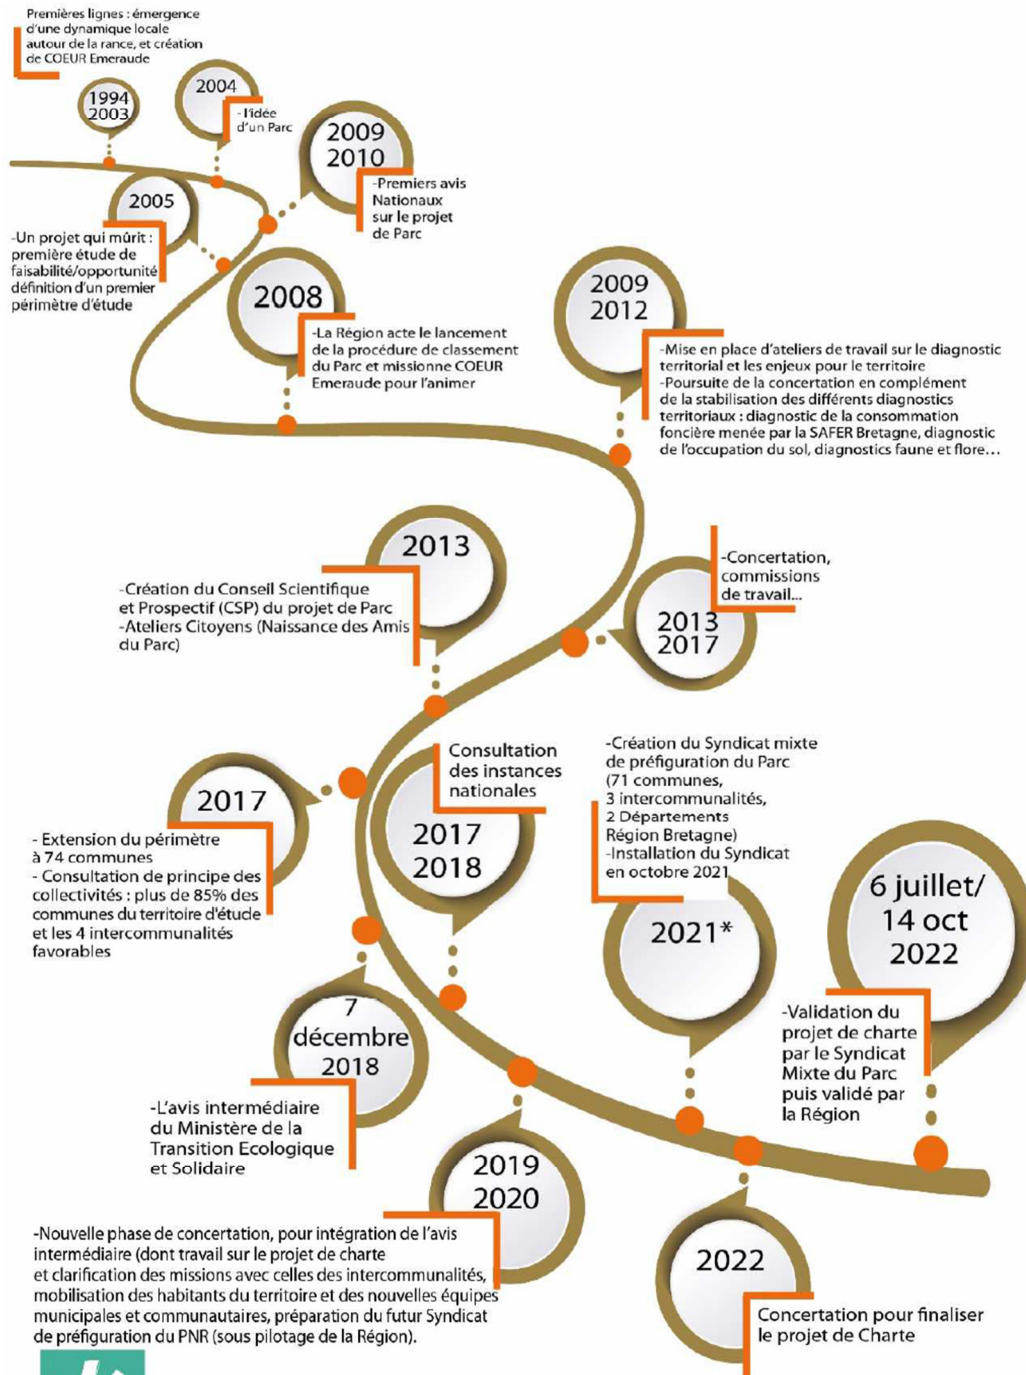 Premières lignes : émergence
d'une dynamique locale
autour de la rance, et création
de COEUR Emeraude
1994
2003
2004
- l'idée
d'un Parc
2009
2010
-Premiers avis
Nationaux
sur le projet
de Parc
2005
-Un projet qui mûrit :
première étude de
faisabilité/opportunité
définition d'un premier
périmètre d'étude
2008
-La Région acte le lancement
de la procédure de classement
du Parc et missionne COEUR
Emeraude pour l'animer
2009
2012
-Mise en place d'ateliers de travail sur le diagnostic
territorial et les enjeux pour le territoire
-Poursuite de la concertation en complément
de la stabilisation des différents diagnostics
territoriaux : diagnostic de la consommation
foncière menée par la SAFER Bretagne, diagnostic
de l'occupation du sol, diagnostics faune et flore...
2013
-Création du Conseil Scientifique
et Prospectif (CSP) du projet de Parc
-Ateliers Citoyens (Naissance des Amis
du Parc)
-Concertation,
commissions
de travail...
2013
2017
2017
- Extension du périmètre
à 74 communes
- Consultation de principe des
collectivités : plus de 85% des
communes du territoire d'étude
et les 4 intercommunalités
favorables
Consultation
des instances
nationales
2017
2018
-Création du Syndicat mixte
de préfiguration du Parc
(71 communes,
3 intercommunalités,
2 Départements
Région Bretagne)
-Installation du Syndicat
en octobre 2021
2021*
6 juillet/
14 oct
2022
-Validation du
projet de charte
par le Syndicat
Mixte du Parc
puis validé par
la Région
7
décembre
2018
-L'avis intermédiaire
du Ministère de la
Transition Ecologique
et Solidaire
2019
2020
-Nouvelle phase de concertation, pour intégration de l'avis
intermédiaire (dont travail sur le projet de charte
et clarification des missions avec celles des intercommunalités,
mobilisation des habitants du territoire et des nouvelles équipes
municipales et communautaires, préparation du futur Syndicat
de préfiguration du PNR (sous pilotage de la Région).
2022
Concertation pour finaliser
le projet de Charte